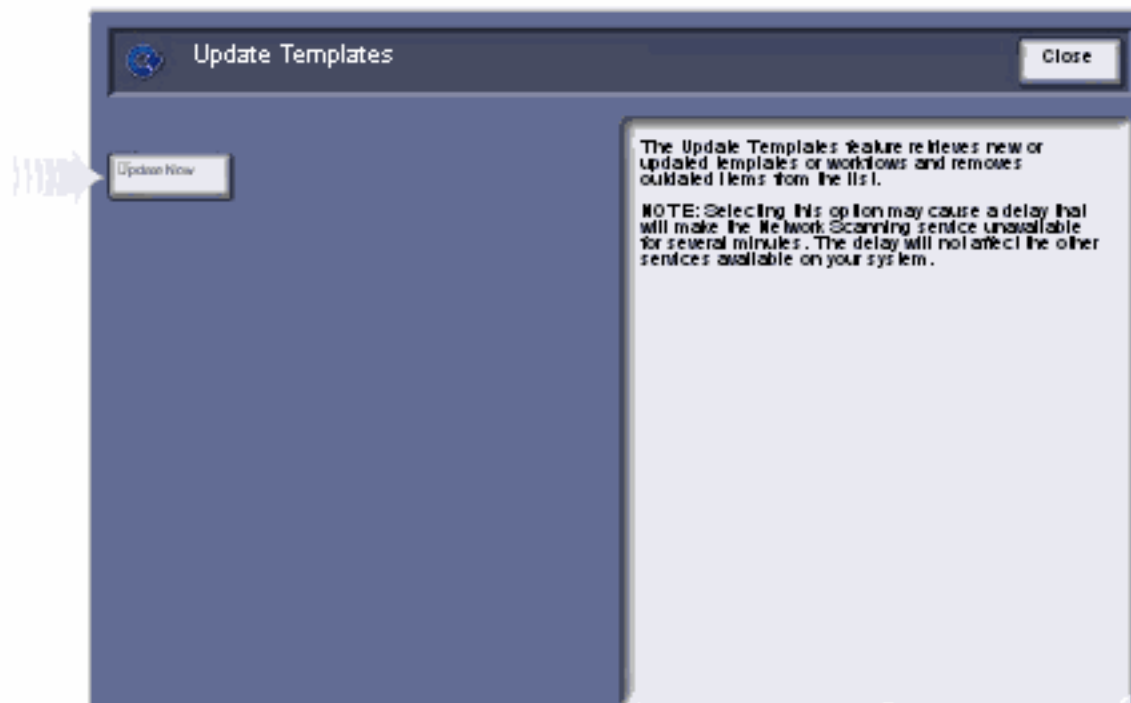 Update Templates
Close
Update Now
The Update Templates feature retrieves new or
updated templates or workflows and removes
outdated items from the list.
NOTE: Selecting this option may cause a delay that
will make the Network Scanning service unavailable
for several minutes. The delay will not affect the other
services available on your system.